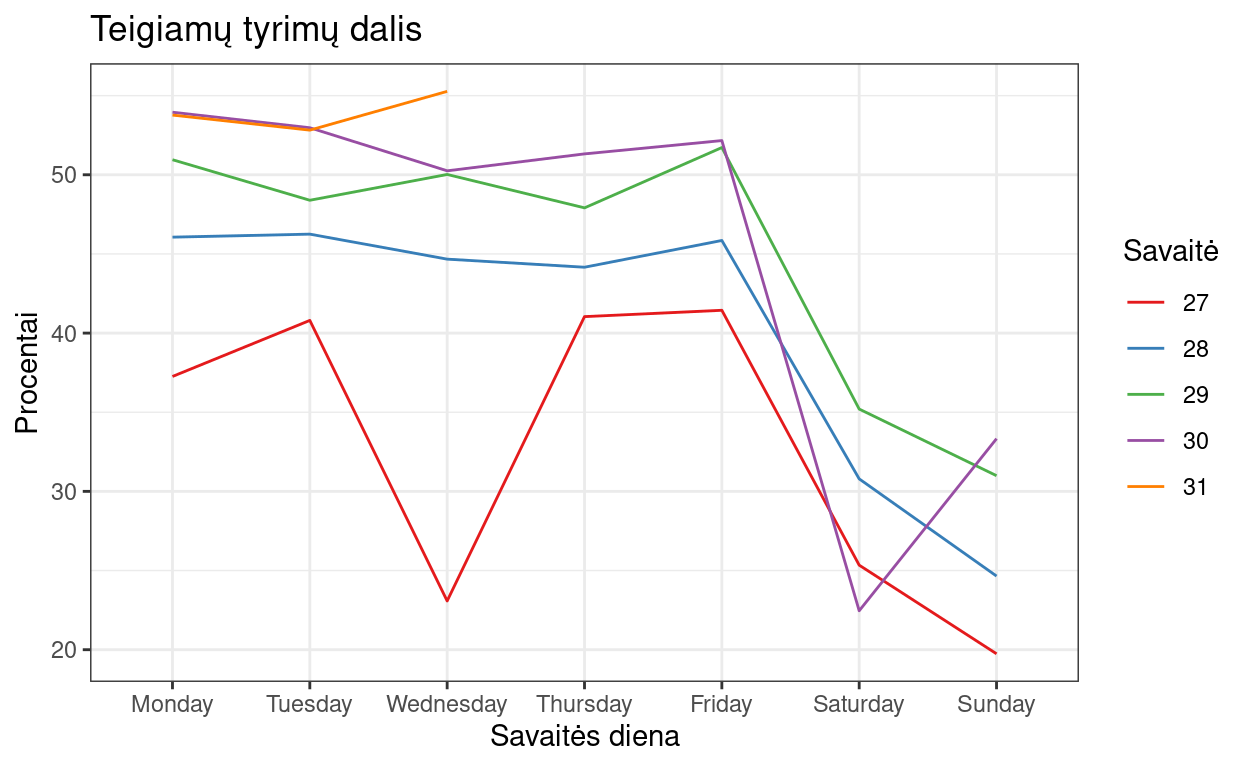 Teigiamų tyrimų dalis
Procentai
50
40
30
20
Monday Tuesday Wednesday Thursday Friday Saturday Sunday
Savaitės diena
Savaitė
27
28
29
30
31